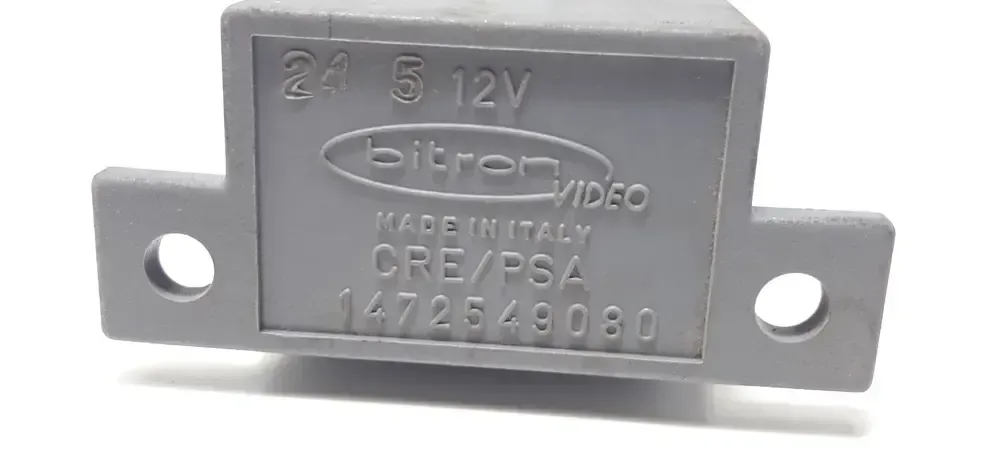 24 5 12V
bitron
VIDEO
MADE IN ITALY
CRE/PSA
1472549080